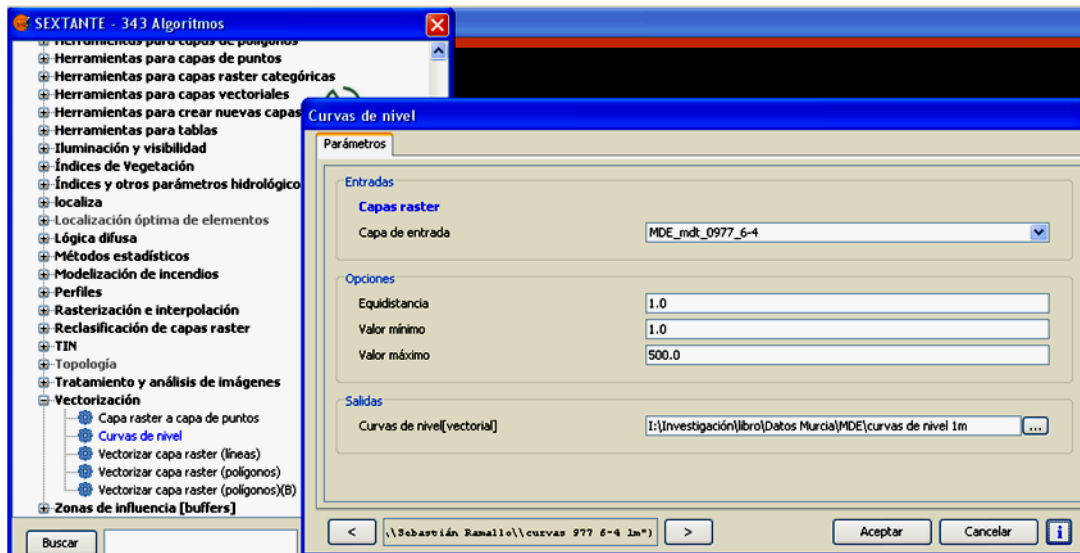 SEXTANTE - 343 Algoritmos
Herramientas para capas de polígonos
Herramientas para capas de puntos
Herramientas para capas raster categóricas
Herramientas para capas vectoriales
Herramientas para crear nuevas capas
Herramientas para tablas
Iluminación y visibilidad
Índices de Vegetación
Índices y otros parámetros hidrológico
localiza
Localización óptima de elementos
Lógica difusa
Métodos estadísticos
Modelización de incendios
Perfiles
Rasterización e interpolación
Reclasificación de capas raster
TIN
Topología
Tratamiento y análisis de imágenes
Vectorización
Capa raster a capa de puntos
Curvas de nivel
Vectorizar capa raster (líneas)
Vectorizar capa raster (polígonos)
Vectorizar capa raster (polígonos)(B)
Zonas de influencia [buffers]
Buscar
Curvas de nivel
Parámetros
Entradas
Capas raster
Capa de entrada MDE_mdt_0977_6-4
Opciones
Equidistancia 1.0
Valor mínimo 1.0
Valor máximo 500.0
Salidas
Curvas de nivel[vectorial] I:\Investigación\libro\Datos Murcia\MDE\curvas de nivel 1m ...
< .\\Sebastián Ramallo\\curvas 977 6-4 1m") > Aceptar Cancelar i